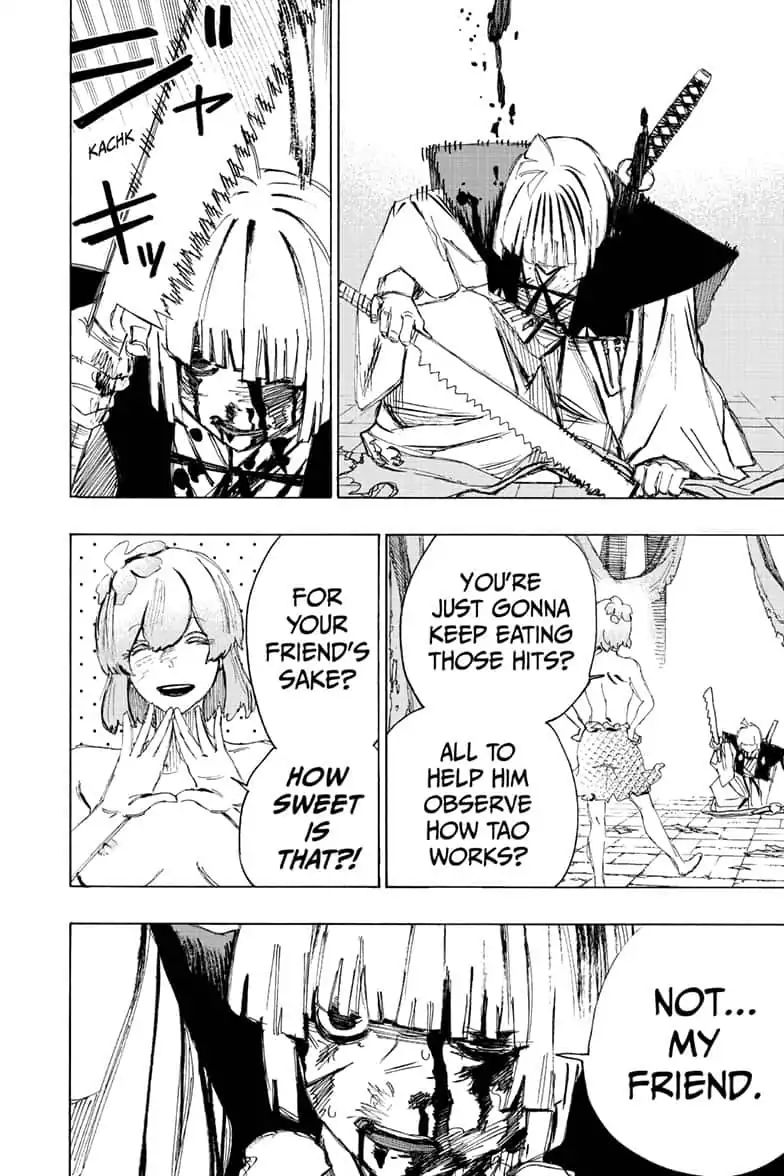 ジャ
キッ
KACHK
YOU'RE
JUST GONNA
KEEP EATING
THOSE HITS?
ALL TO
HELP HIM
OBSERVE
HOW TAO
WORKS?
FOR
YOUR
FRIEND'S
SAKE?
HOW
SWEET
IS
THAT?!
NOT...
MY
FRIEND.